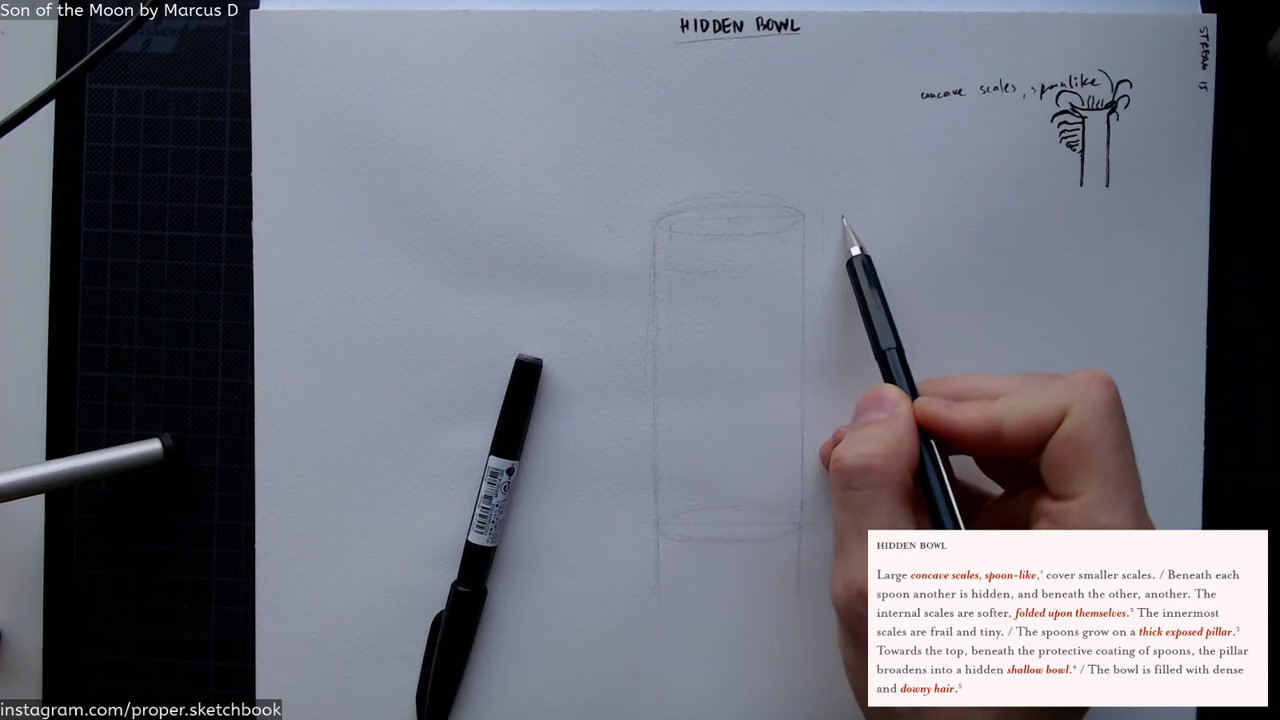 Son of the Moon by Marcus D
HIDDEN BOWL
STREAM 15
concave scales, spoonlike
HIDDEN BOWL
Large concave scales, spoon-like,¹ cover smaller scales. / Beneath each
spoon another is hidden, and beneath the other, another. The
internal scales are softer, folded upon themselves.² The innermost
scales are frail and tiny. / The spoons grow on a thick exposed pillar.³
Towards the top, beneath the protective coating of spoons, the pillar
broadens into a hidden shallow bowl.⁴ / The bowl is filled with dense
and downy hair.⁵
instagram.com/proper.sketchbook